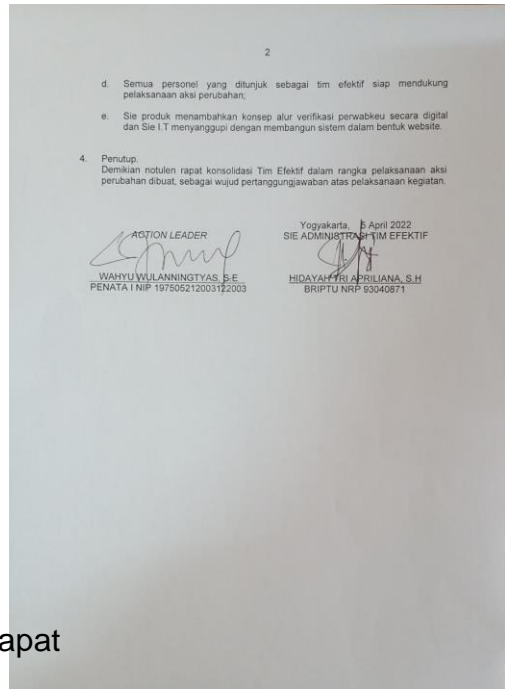 2
d. Semua personel yang ditunjuk sebagai tim efektif siap mendukung
pelaksanaan aksi perubahan;
e. Sie produk menambahkan konsep alur verifikasi perwabkeu secara digital
dan Sie I.T menyanggupi dengan membangun sistem dalam bentuk website.
4. Penutup.
Demikian notulen rapat konsolidasi Tim Efektif dalam rangka pelaksanaan aksi
perubahan dibuat, sebagai wujud pertanggungjawaban atas pelaksanaan kegiatan.
Yogyakarta, 5 April 2022
ACTION LEADER SIE ADMINISTRASI TIM EFEKTIF
WAHYU WULANNINGTYAS, S.E HIDAYAH TRI APRILIANA, S.H
PENATA I NIP 197505212003122003 BRIPTU NRP 93040871
apat